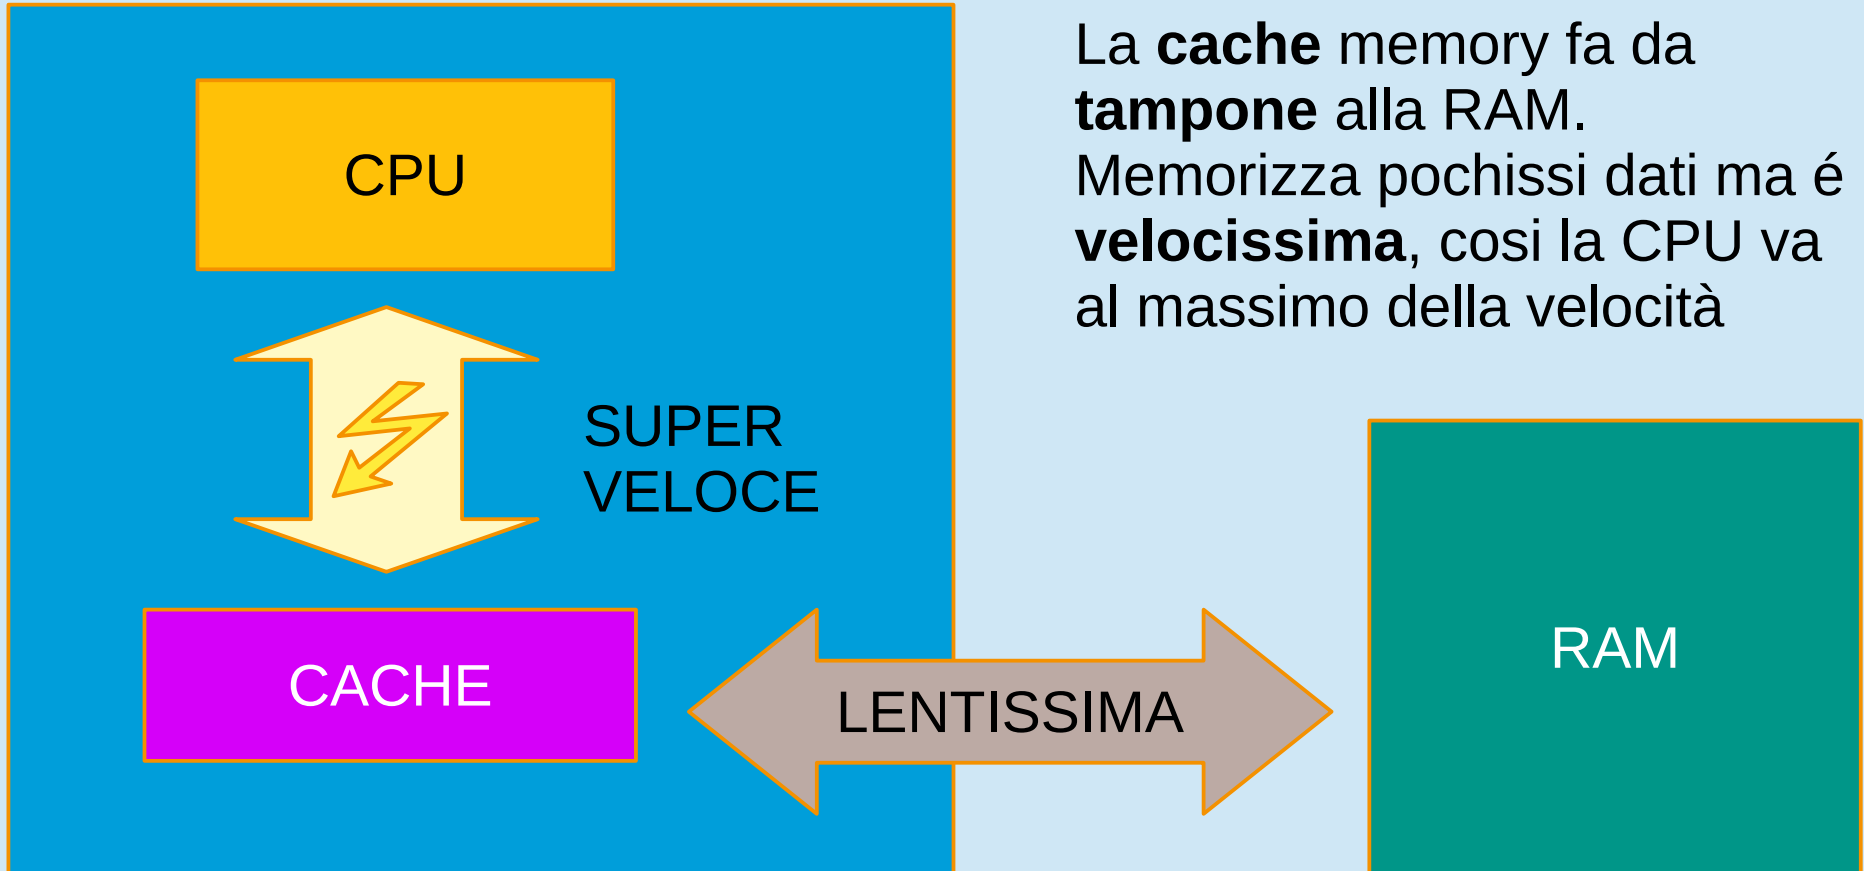 La cache memory fa da
tampone alla RAM.
Memorizza pochissi dati ma é
velocissima, cosi la CPU va
al massimo della velocità
CPU
SUPER
VELOCE
CACHE
LENTISSIMA
RAM